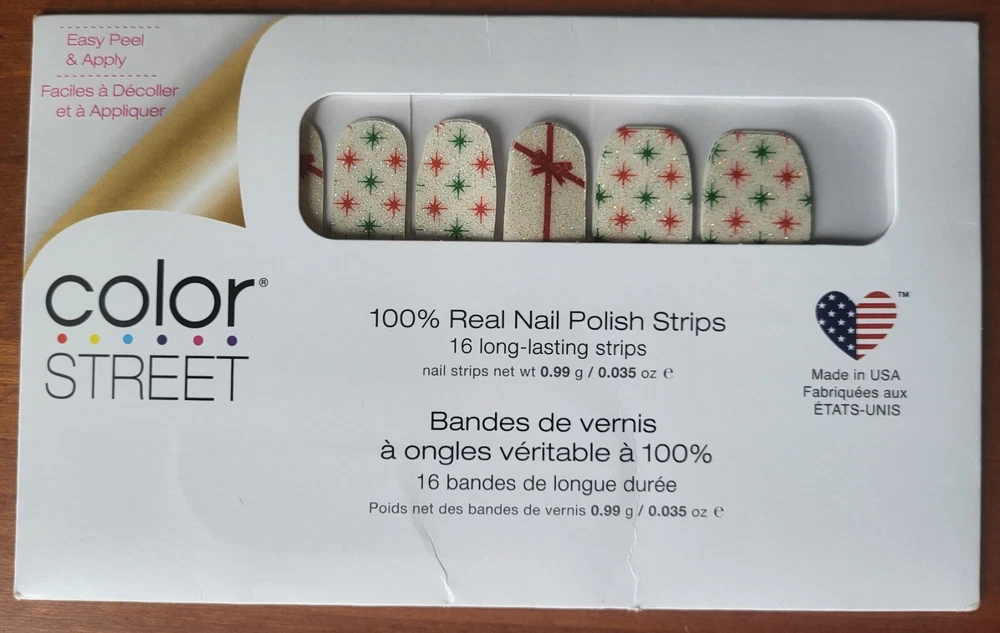 Easy Peel
& Apply
Faciles à Décoller
et à Appliquer
color®
STREET
100% Real Nail Polish Strips
16 long-lasting strips
nail strips net wt 0.99 g / 0.035 oz ℮
Bandes de vernis
à ongles véritable à 100%
16 bandes de longue durée
Poids net des bandes de vernis 0.99 g / 0.035 oz ℮
TM
Made in USA
Fabriquées aux
ÉTATS-UNIS